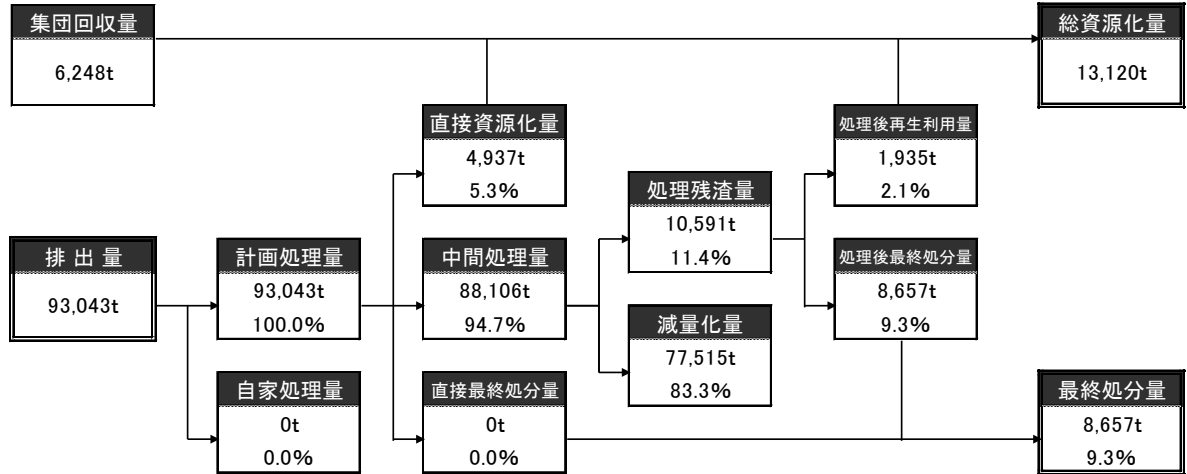 集団回収量
6,248t
総資源化量
13,120t
直接資源化量
4,937t
5.3%
処理後再生利用量
1,935t
2.1%
処理残渣量
10,591t
11.4%
排出量
93,043t
計画処理量
93,043t
100.0%
中間処理量
88,106t
94.7%
処理後最終処分量
8,657t
9.3%
減量化量
77,515t
83.3%
自家処理量
0t
0.0%
直接最終処分量
0t
0.0%
最終処分量
8,657t
9.3%